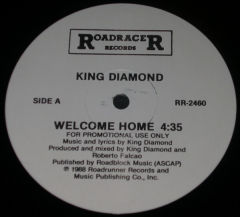 ROADRACER
RECORDS
KING DIAMOND
SIDE A
RR-2460
WELCOME HOME 4:35
FOR PROMOTIONAL USE ONLY
Music and lyrics by King Diamond
Produced and mixed by King Diamond and
Roberto Falcao
Published by Roadblock Music (ASCAP)
℗ 1988 Roadrunner Records and
Music Publishing Co., Inc.